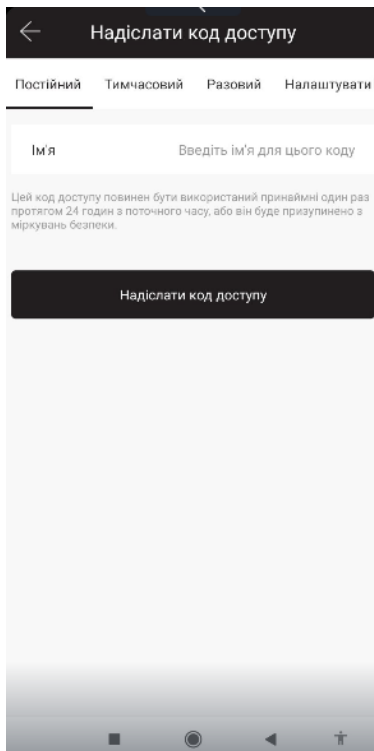 Надіслати код доступу
Постійний Тимчасовий Разовий Налаштувати
Ім'я Введіть ім'я для цього коду
Цей код доступу повинен бути використаний принаймні один раз
протягом 24 годин з поточного часу, або він буде призупинено з
міркувань безпеки.
Надіслати код доступу